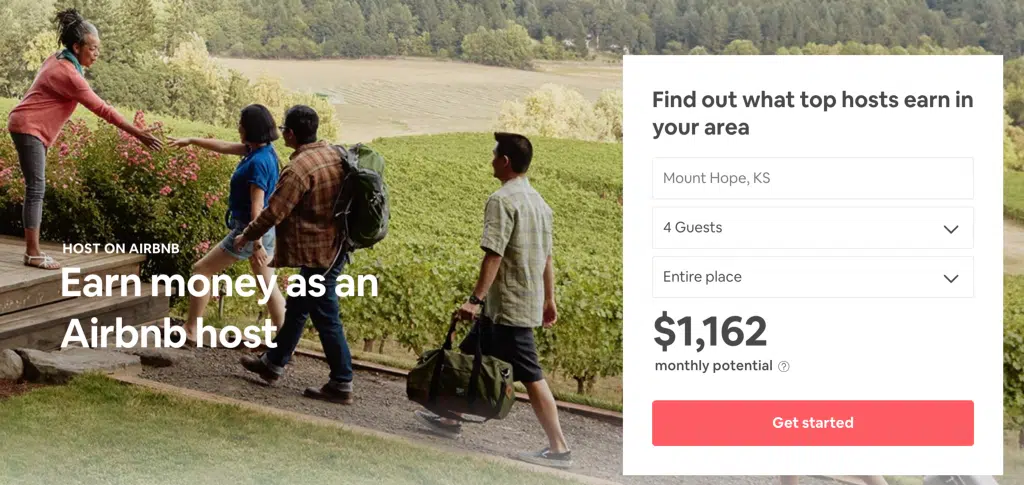 HOST ON AIRBNB
Earn money as an
Airbnb host
Find out what top hosts earn in
your area
Mount Hope, KS
4 Guests
Entire place
$1,162
monthly potential ?
Get started